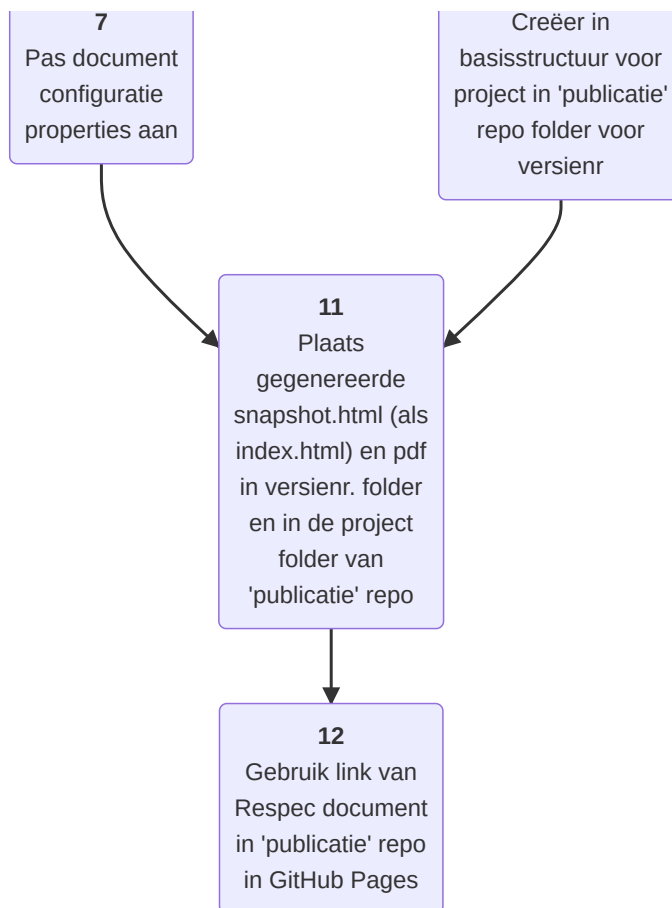 7
Pas document
configuratie
properties aan
Creëer in
basisstructuur voor
project in 'publicatie'
repo folder voor
versienr
11
Plaats
gegenereerde
snapshot.html (als
index.html) en pdf
in versienr. folder
en in de project
folder van
'publicatie' repo
12
Gebruik link van
Respec document
in 'publicatie' repo
in GitHub Pages